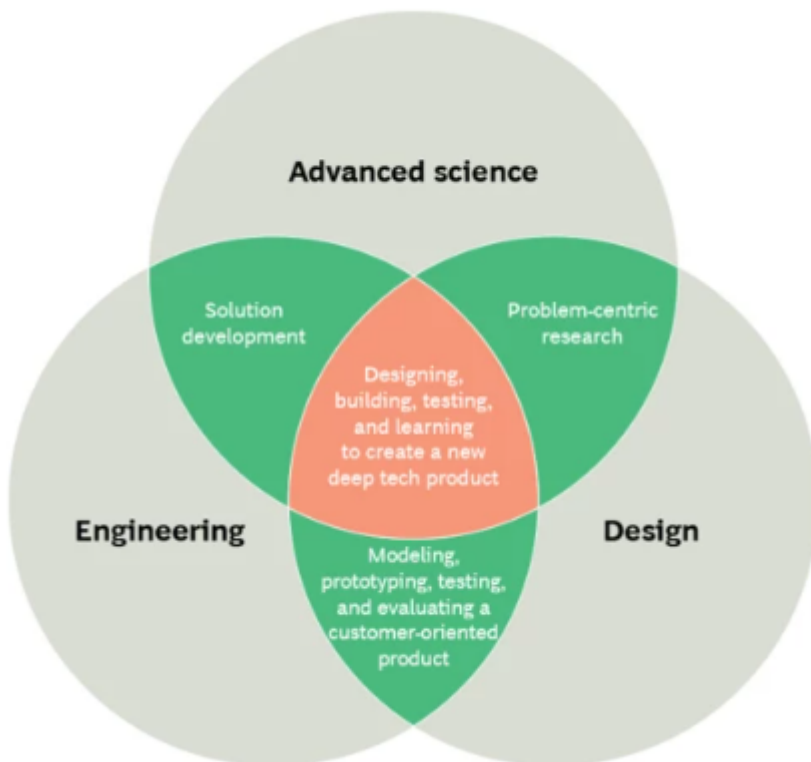 Advanced science
Solution
development
Problem-centric
research
Designing,
building, testing,
and learning
to create a new
deep tech product
Engineering
Design
Modeling,
prototyping, testing,
and evaluating a
customer-oriented
product